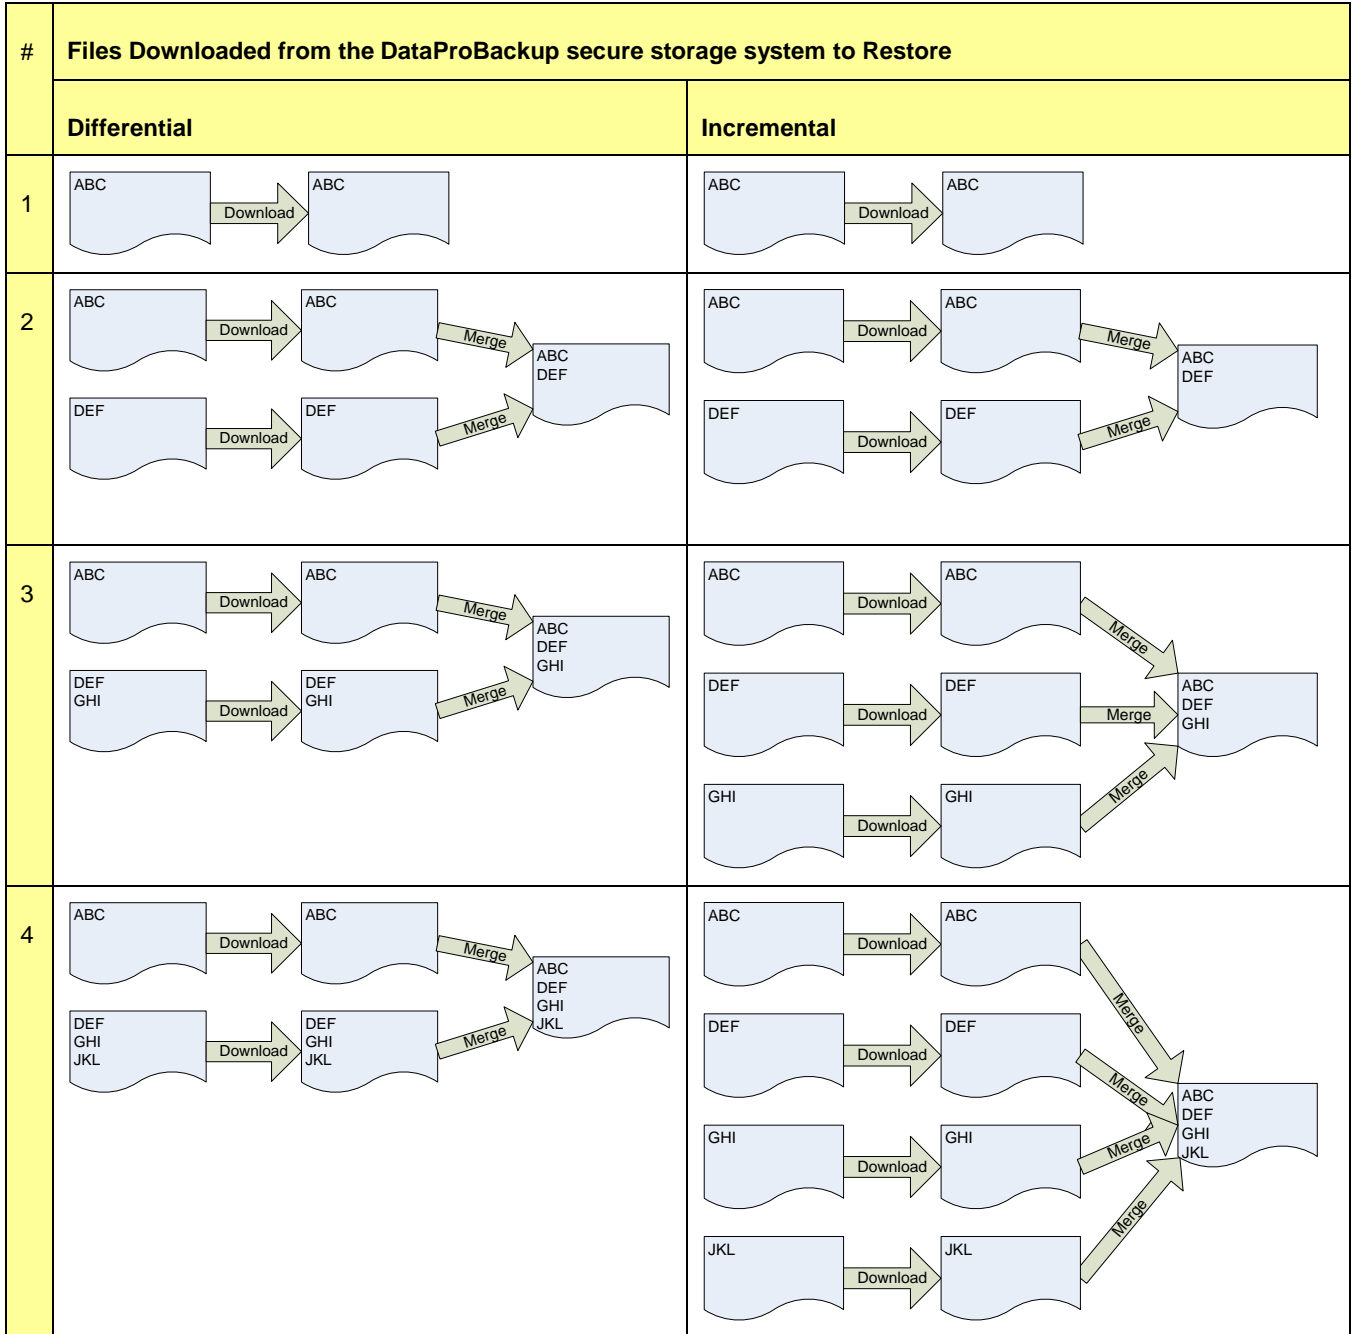 #
Files Downloaded from the DataProBackup secure storage system to Restore
Differential
Incremental
1
ABC
Download
ABC
ABC
Download
ABC
2
ABC
Download
ABC
Merge
DEF
Download
DEF
Merge
ABC
DEF
ABC
Download
ABC
Merge
DEF
Download
DEF
Merge
ABC
DEF
3
ABC
Download
ABC
Merge
DEF
GHI
Download
DEF
GHI
Merge
ABC
DEF
GHI
ABC
Download
ABC
Merge
DEF
Download
DEF
Merge
GHI
Download
GHI
Merge
ABC
DEF
GHI
4
ABC
Download
ABC
Merge
DEF
GHI
JKL
Download
DEF
GHI
JKL
Merge
ABC
DEF
GHI
JKL
ABC
Download
ABC
Merge
DEF
Download
DEF
Merge
GHI
Download
GHI
Merge
JKL
Download
JKL
Merge
ABC
DEF
GHI
JKL